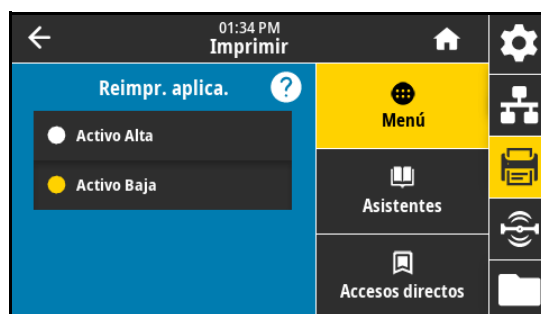 01:34 PM
Imprimir
Reimpr. aplica.
?
Activo Alta
Activo Baja
Menú
Asistentes
Accesos directos